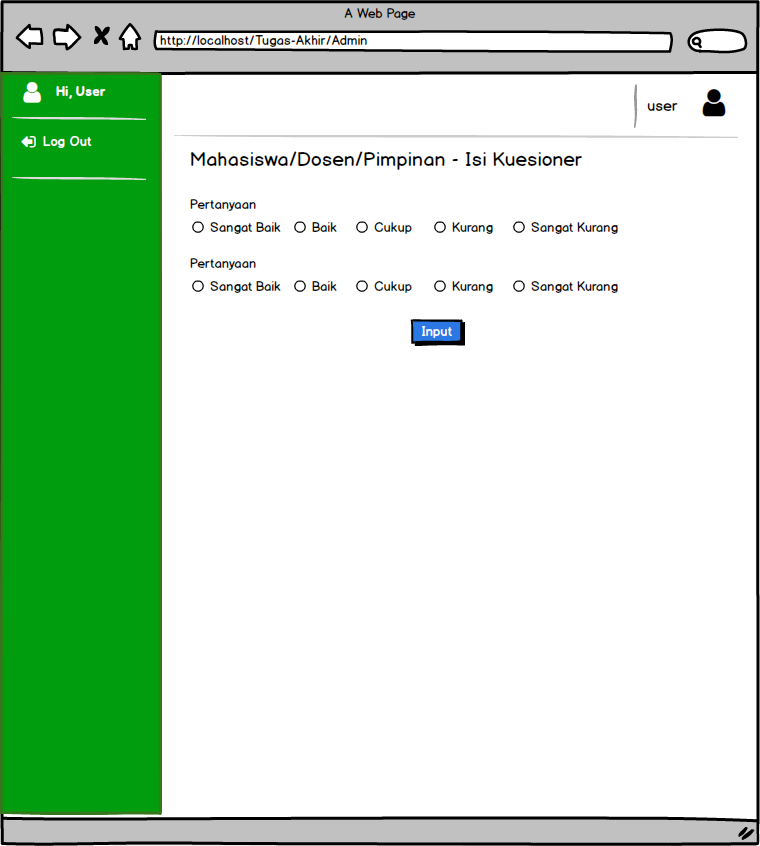 A Web Page
http://localhost/Tugas-Akhir/Admin
Hi, User
user
Log Out
Mahasiswa/Dosen/Pimpinan - Isi Kuesioner
Pertanyaan
Sangat Baik Baik Cukup Kurang Sangat Kurang
Pertanyaan
Sangat Baik Baik Cukup Kurang Sangat Kurang
Input